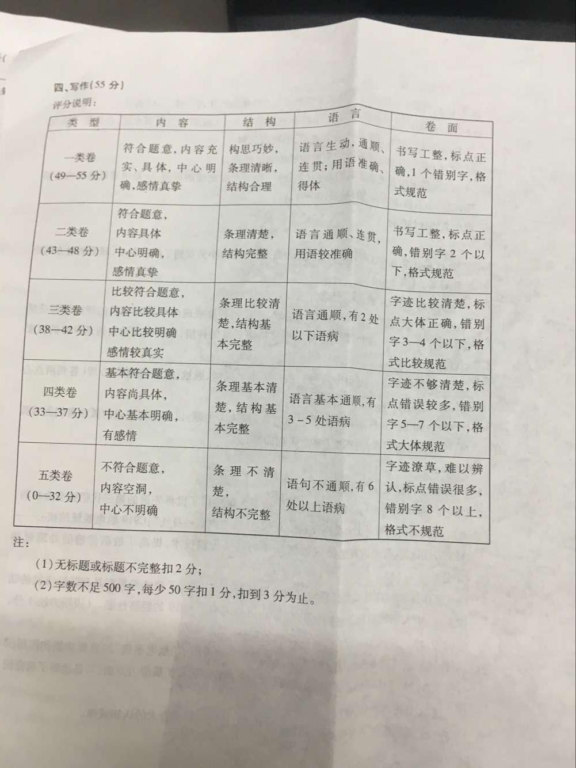 四、写作(55 分)
评分说明:
类 型 内 容 结 构 语 言 卷 面
一类卷
(49—55 分)
符合题意,内容充
实、具体,中心明
确,感情真挚
构思巧妙,
条理清晰,
结构合理
语言生动,通顺、
连贯;用语准确、
得体
书写工整,标点正
确,1 个错别字,格
式规范
二类卷
(43—48 分)
符合题意,
内容具体
中心明确,
感情真挚
条理清楚,
结构完整
语言通顺、连贯,
用语较准确
书写工整,标点正
确,错别字 2 个以
下,格式规范
三类卷
(38—42 分)
比较符合题意,
内容比较具体
中心比较明确
感情较真实
条理比较清
楚,结构基
本完整
语言通顺,有2 处
以下语病
字迹比较清楚,标
点大体正确,错别
字3—4 个以下,格
式比较规范
四类卷
(33—37 分)
基本符合题意,
内容尚具体,
中心基本明确,
有感情
条理基本清
楚,结构基
本完整
语言基本通顺,有
3-5 处语病
字迹不够清楚,标
点错误较多,错别
字5—7 个以下,格
式大体规范
五类卷
(0—32 分)
不符合题意,
内容空洞,
中心不明确
条理不清
楚,
结构不完整
语句不通顺,有6
处以上语病
字迹潦草,难以辨
认,标点错误很多,
错别字 8 个以上,
格式不规范
注:
(1)无标题或标题不完整扣2 分;
(2)字数不足500 字,每少50 字扣1 分,扣到3 分为止。